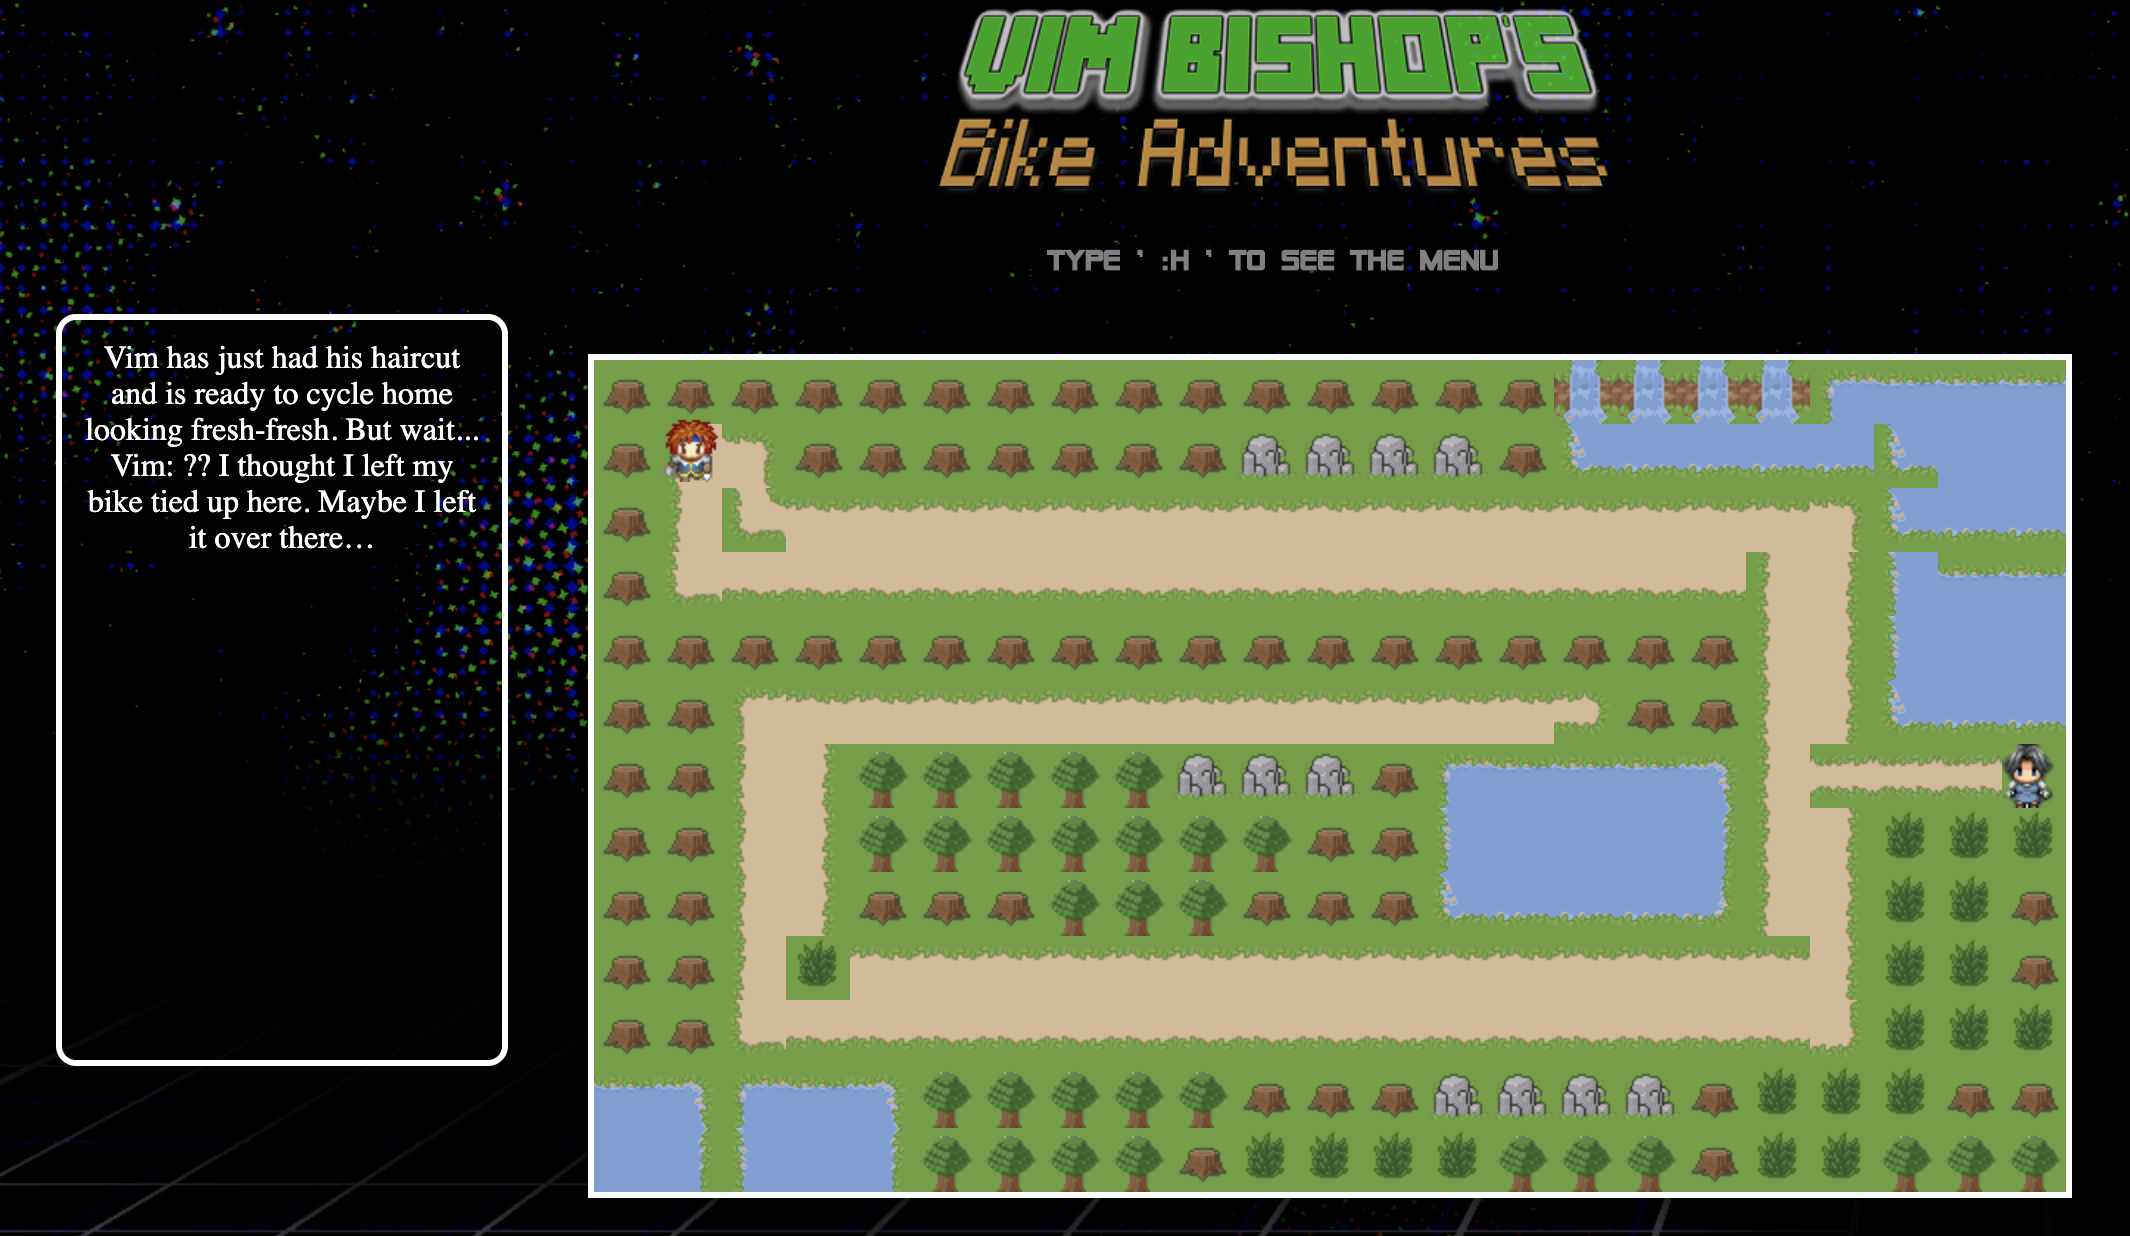 VIM BISHOP'S
Bike Adventures
TYPE ' :H ' TO SEE THE MENU
Vim has just had his haircut
and is ready to cycle home
looking fresh-fresh. But wait...
Vim: ?? I thought I left my
bike tied up here. Maybe I left
it over there…